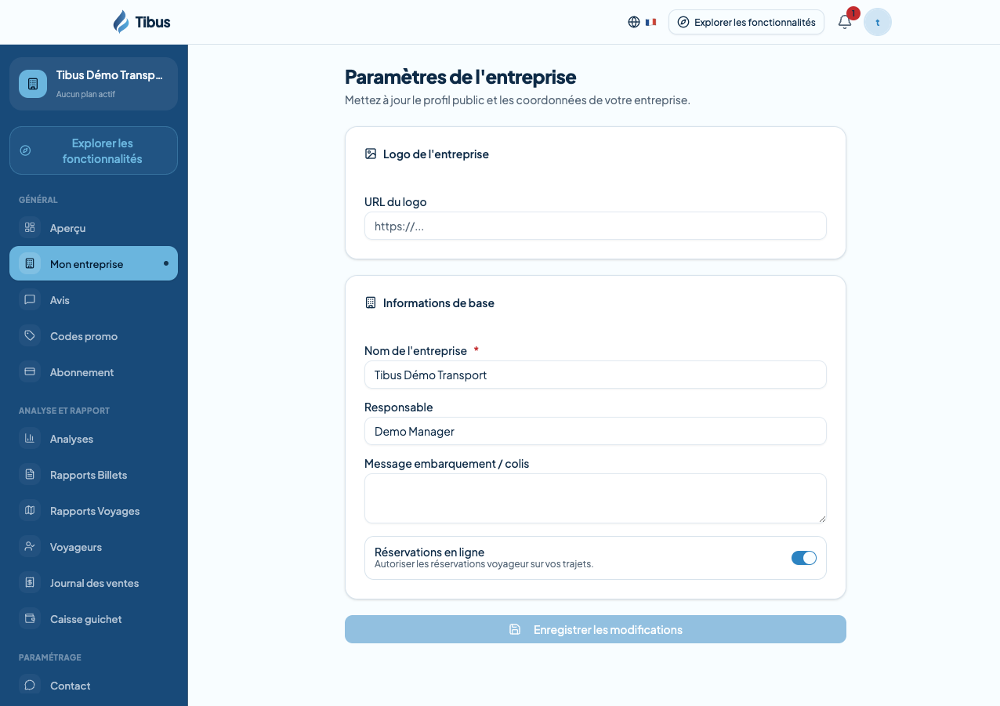 Tibus
Explorer les fonctionnalités
1
t
Tibus Démo Transp...
Aucun plan actif
Explorer les
fonctionnalités
GÉNÉRAL
Aperçu
Mon entreprise
Avis
Codes promo
Abonnement
ANALYSE ET RAPPORT
Analyses
Rapports Billets
Rapports Voyages
Voyageurs
Journal des ventes
Caisse guichet
PARAMÉTRAGE
Contact
Paramètres de l'entreprise
Mettez à jour le profil public et les coordonnées de votre entreprise.
Logo de l'entreprise
URL du logo
https://...
Informations de base
Nom de l'entreprise *
Tibus Démo Transport
Responsable
Demo Manager
Message embarquement / colis
Réservations en ligne
Autoriser les réservations voyageur sur vos trajets.
Enregistrer les modifications